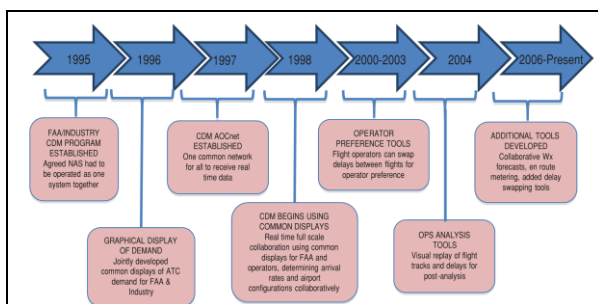 1995
1996
1997
1998
2000-2003
2004
2006-Present
FAA/INDUSTRY
CDM PROGRAM
ESTABLISHED
Agreed NAS had to
be operated as one
system together
GRAPHICAL DISPLAY
OF DEMAND
Jointly developed
common displays of ATC
demand for FAA &
Industry
CDM AOCnet
ESTABLISHED
One common network
for all to receive real
time data
CDM BEGINS USING
COMMON DISPLAYS
Real time full scale
collaboration using common
displays for FAA and
operators, determining arrival
rates and airport
configurations collaboratively
OPERATOR
PREFERENCE TOOLS
Flight operators can swap
delays between flights for
operator preference
OPS ANALYSIS
TOOLS
Visual replay of flight
tracks and delays for
post-analysis
ADDITIONAL TOOLS
DEVELOPED
Collaborative Wx
forecasts, en route
metering, added delay
swapping tools